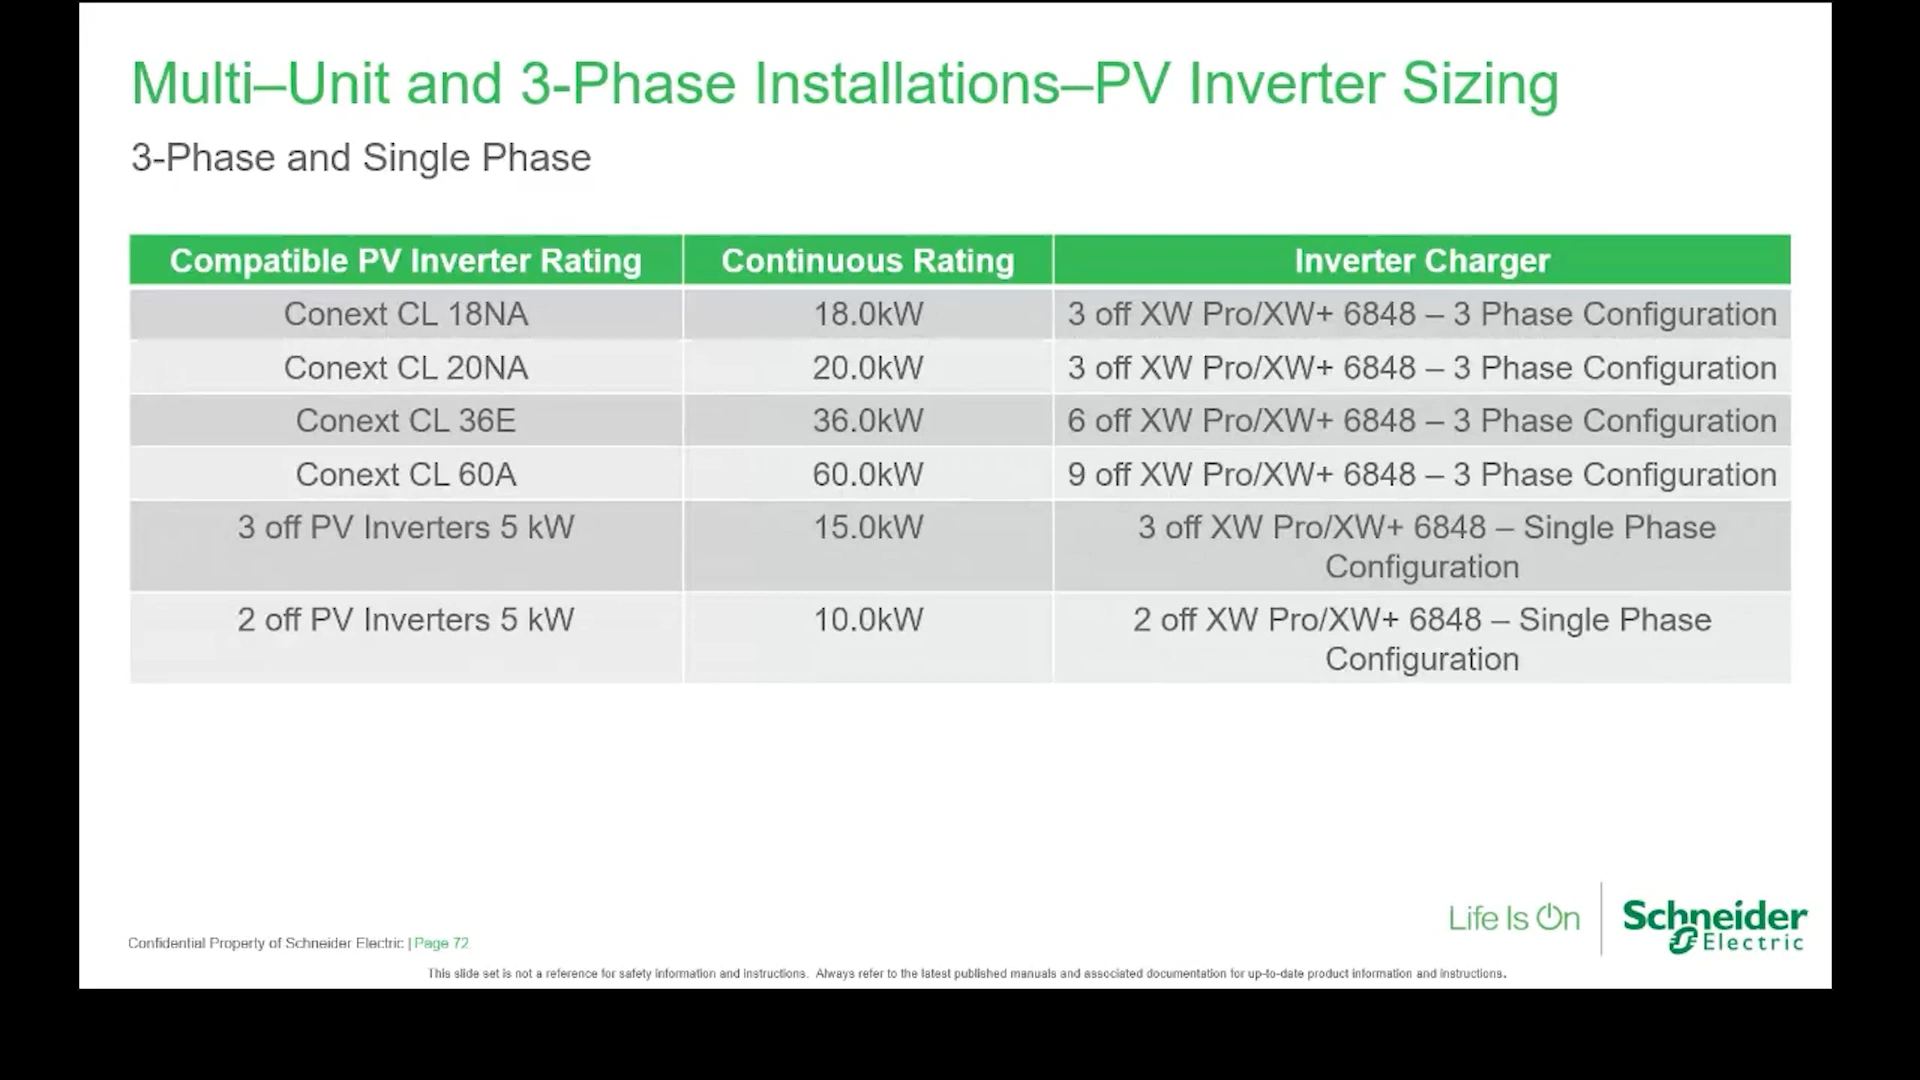 Multi–Unit and 3-Phase Installations–PV Inverter Sizing
3-Phase and Single Phase
Compatible PV Inverter Rating Continuous Rating Inverter Charger
Conext CL 18NA 18.0kW 3 off XW Pro/XW+ 6848 – 3 Phase Configuration
Conext CL 20NA 20.0kW 3 off XW Pro/XW+ 6848 – 3 Phase Configuration
Conext CL 36E 36.0kW 6 off XW Pro/XW+ 6848 – 3 Phase Configuration
Conext CL 60A 60.0kW 9 off XW Pro/XW+ 6848 – 3 Phase Configuration
3 off PV Inverters 5 kW 15.0kW 3 off XW Pro/XW+ 6848 – Single Phase
Configuration
2 off PV Inverters 5 kW 10.0kW 2 off XW Pro/XW+ 6848 – Single Phase
Configuration
Life Is On Schneider
Electric
Confidential Property of Schneider Electric | Page 72
This slide set is not a reference for safety information and instructions. Always refer to the latest published manuals and associated documentation for up-to-date product information and instructions.